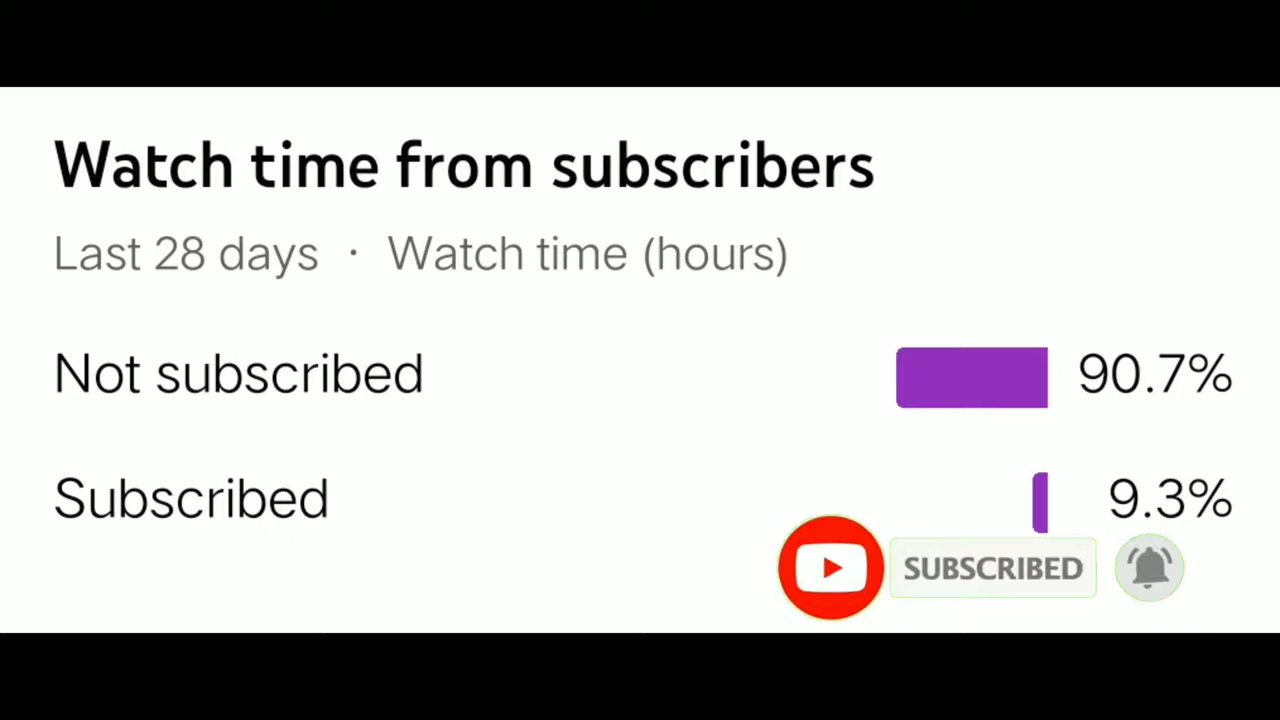 Watch time from subscribers
Last 28 days · Watch time (hours)
Not subscribed 90.7%
Subscribed 9.3%
SUBSCRIBED